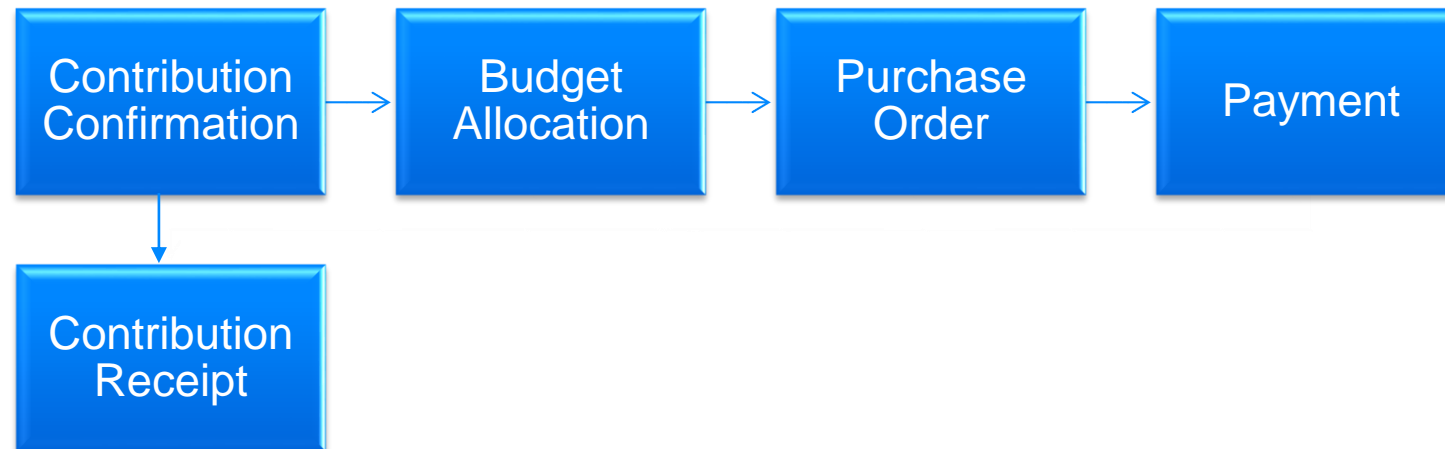 Contribution
Confirmation
Budget
Allocation
Purchase
Order
Payment
Contribution
Receipt